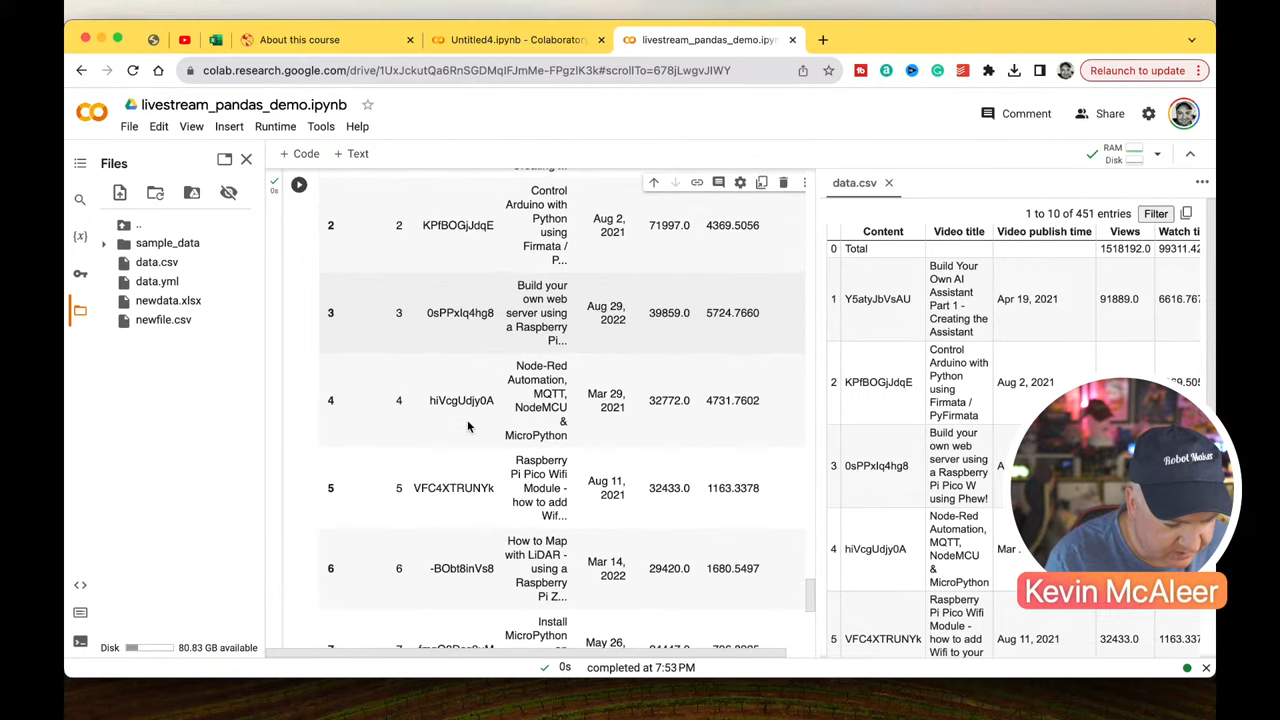 About this course
Untitled4.ipynb - Colaboratory
livestream_pandas_demo.ipyn
colab.research.google.com/drive/1UxJckutQa6RnSGDMqIFJmMe-FPgzIK3k#scrollTo=678jLwgvJIWY
Relaunch to update
livestream_pandas_demo.ipynb
Comment
Share
File Edit View Insert Runtime Tools Help
Files
+ Code + Text
RAM
Disk
..
sample_data
data.csv
data.yml
newdata.xlsx
newfile.csv
Disk
80.83 GB available
0s
Creating ...
2 2 KPfBOGjJdqE
Control
Arduino with
Python
using
Firmata /
P...
Aug 2,
2021
71997.0 4369.5056
3 3 0sPPxIq4hg8
Build your
own web
server using
a Raspberry
Pi...
Aug 29,
2022
39859.0 5724.7660
4 4 hiVcgUdjy0A
Node-Red
Automation,
MQTT,
NodeMCU
&
MicroPython
Mar 29,
2021
32772.0 4731.7602
5 5 VFC4XTRUNYk
Raspberry
Pi Pico Wifi
Module -
how to add
Wif...
Aug 11,
2021
32433.0 1163.3378
6 6 -BObt8inVs8
How to Map
with LiDAR -
using a
Raspberry
Pi Z...
Mar 14,
2022
29420.0 1680.5497
Install
MicroPython
May 26,
data.csv
1 to 10 of 451 entries
Filter
Content Video title Video publish time Views Watch ti
0 Total 1518192.0 99311.42
1 Y5atyJbVsAU
Build Your
Own AI
Assistant
Part 1 -
Creating the
Assistant
Apr 19, 2021 91889.0 6616.767
2 KPfBOGjJdqE
Control
Arduino with
Python
using
Firmata /
PyFirmata
Aug 2, 2021
3 0sPPxIq4hg8
Build your
own web
server using
a Raspberry
Pi Pico W
using Phew!
4 hiVcgUdjy0A
Node-Red
Automation,
MQTT,
NodeMCU
&
MicroPython
Mar
5 VFC4XTRUNYk
Raspberry
Pi Pico Wifi
Module -
how to add
Wifi to your
Aug 11, 2021 32433.0 1163.337
Robot Maker
Kevin McAleer
0s completed at 7:53 PM